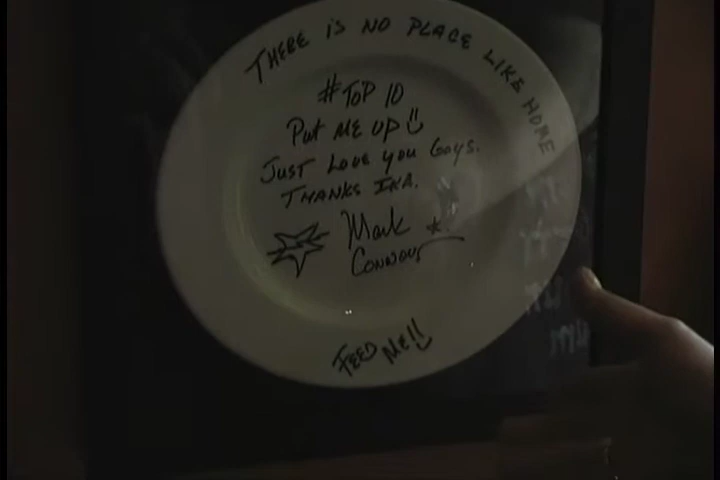 THERE IS NO PLACE LIKE HOME
#TOP 10
PUT ME UP
JUST LOVE YOU GUYS.
THANKS INA.
Mark
CONNOUR
FEED ME!!